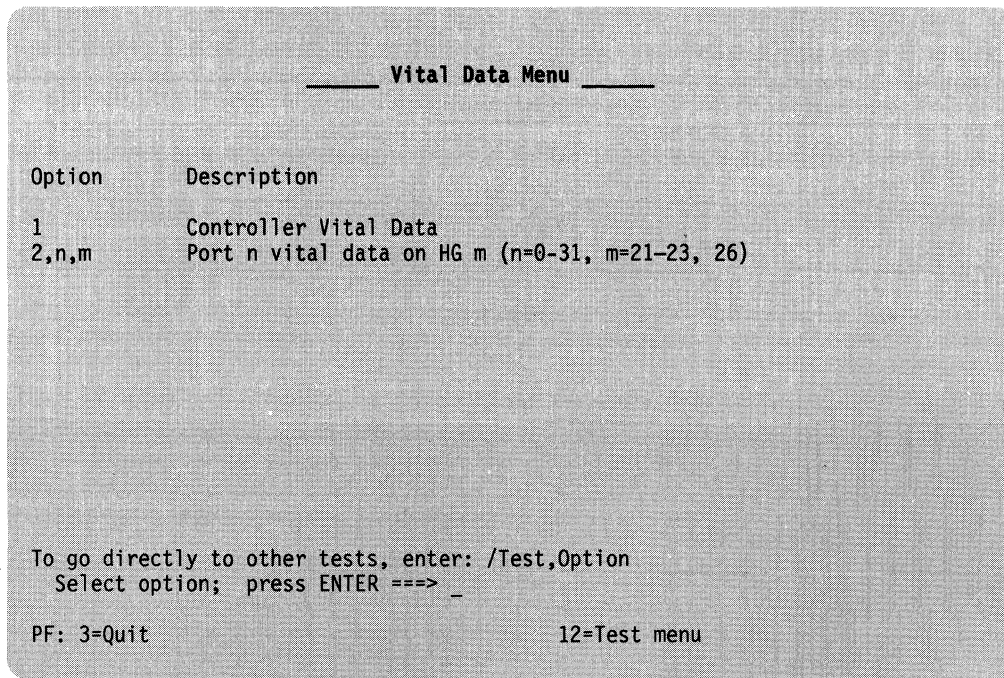 ______ Vital Data Menu ______
Option Description
1 Controller Vital Data
2,n,m Port n vital data on HG m (n=0-31, m=21—23, 26)
To go directly to other tests, enter: /Test,Option
Select option; press ENTER ===> _
PF: 3=Quit 12=Test menu